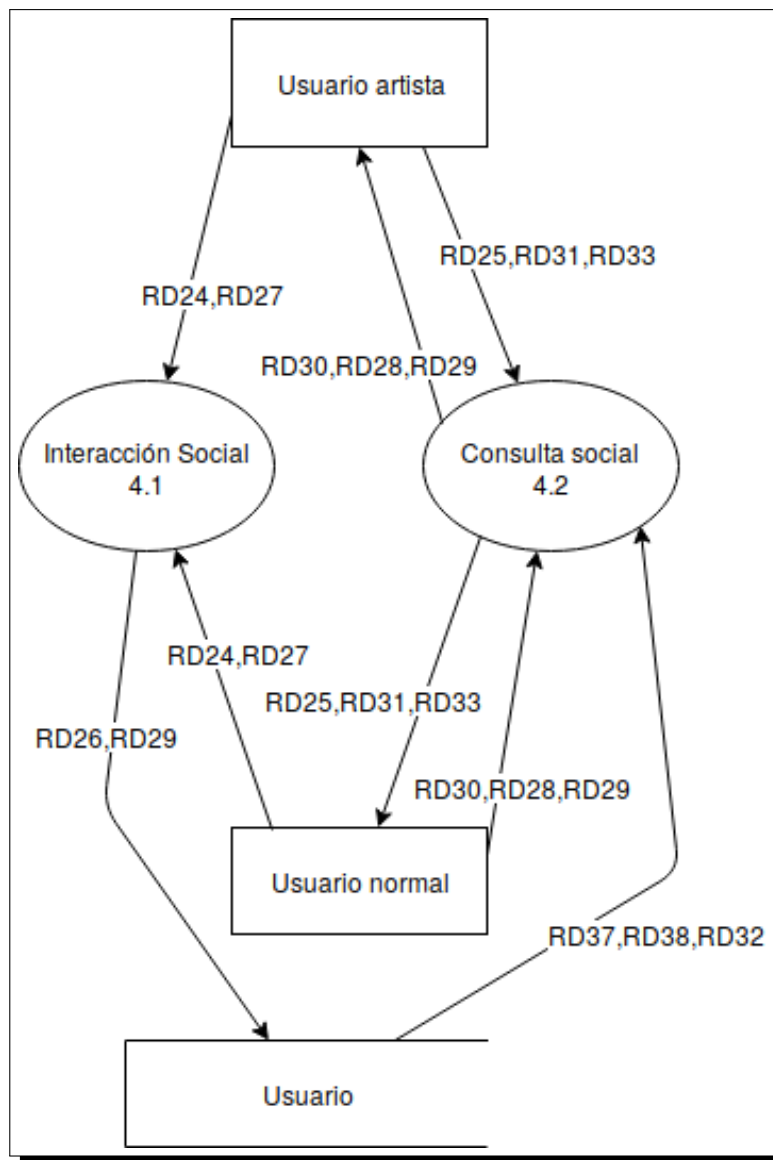 Usuario artista
RD25,RD31,RD33
RD24,RD27
RD30,RD28,RD29
Interacción Social
4.1
Consulta social
4.2
RD24,RD27
RD25,RD31,RD33
RD26,RD29
RD30,RD28,RD29
Usuario normal
RD37,RD38,RD32
Usuario